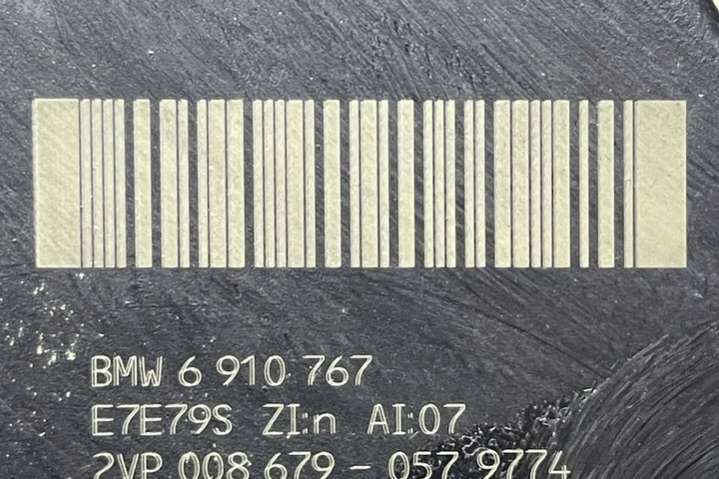 BMW 6 910 767
E7E79S ZI:n AI:07
2VP 008 679 - 057 9774